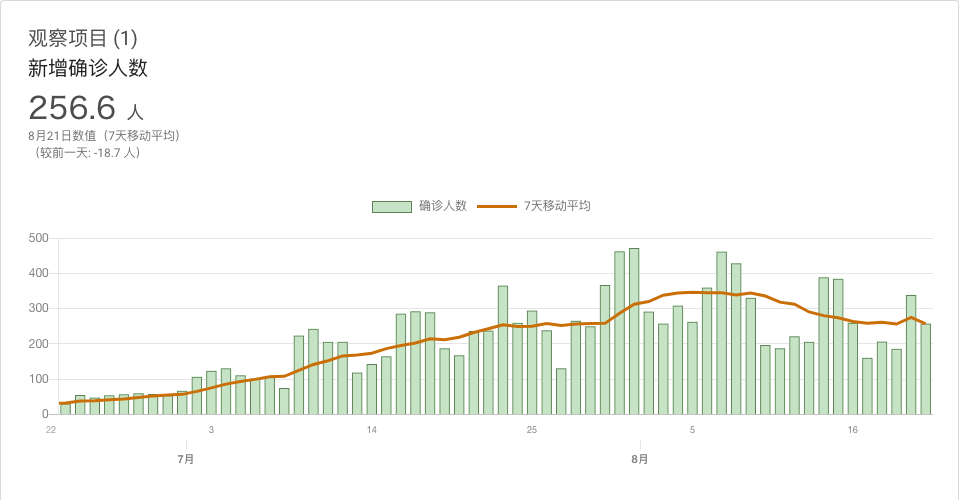 观察项目 (1)
新增确诊人数
256.6 人
8月21日数值（7天移动平均）
（较前一天: -18.7 人）
确诊人数 7天移动平均
500
400
300
200
100
0
22 3 14 25 5 16
7月 8月